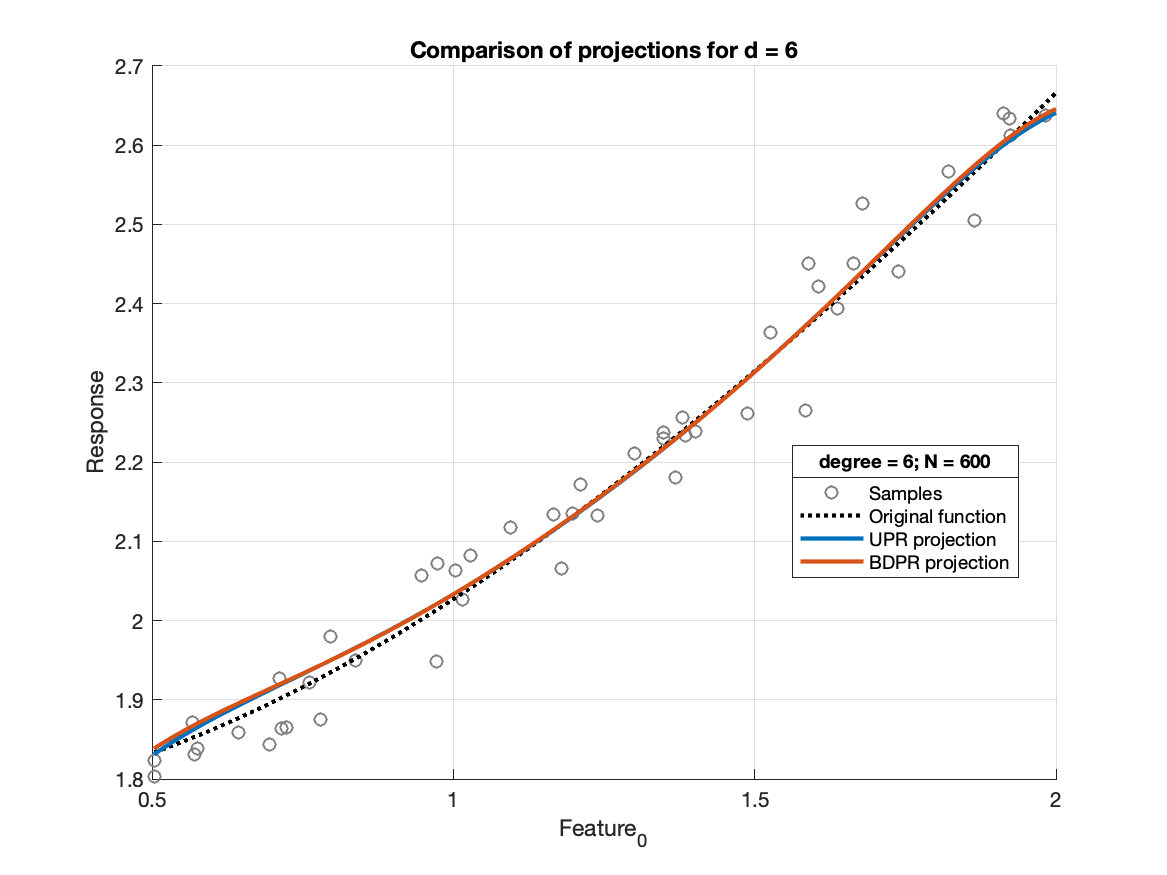 Comparison of projections for d = 6
2.7
2.6
2.5
2.4
2.3
2.2
2.1
2
1.9
1.8
Response
degree = 6; N = 600
Samples
Original function
UPR projection
BDPR projection
0.5
1
1.5
2
Feature₀